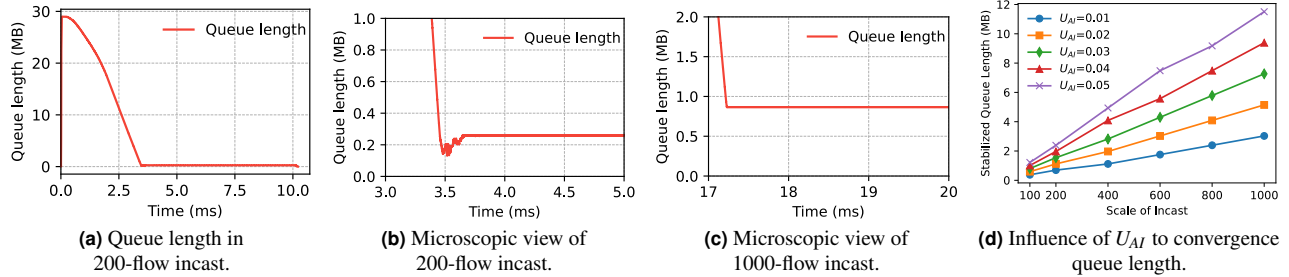 30
20
10
0
0.0 2.5 5.0 7.5 10.0
Queue length (MB)
Time (ms)
Queue length
(a) Queue length in
200-flow incast.
1.0
0.8
0.6
0.4
0.2
0.0
3.0 3.5 4.0 4.5 5.0
Queue length (MB)
Time (ms)
Queue length
(b) Microscopic view of
200-flow incast.
2.0
1.5
1.0
0.5
0.0
17 18 19 20
Queue length (MB)
Time (ms)
Queue length
(c) Microscopic view of
1000-flow incast.
12
10
8
6
4
2
0
100 200 400 600 800 1000
Stabilized Queue Length (MB)
Scale of Incast
U_AI=0.01
U_AI=0.02
U_AI=0.03
U_AI=0.04
U_AI=0.05
(d) Influence of U_AI to convergence
queue length.